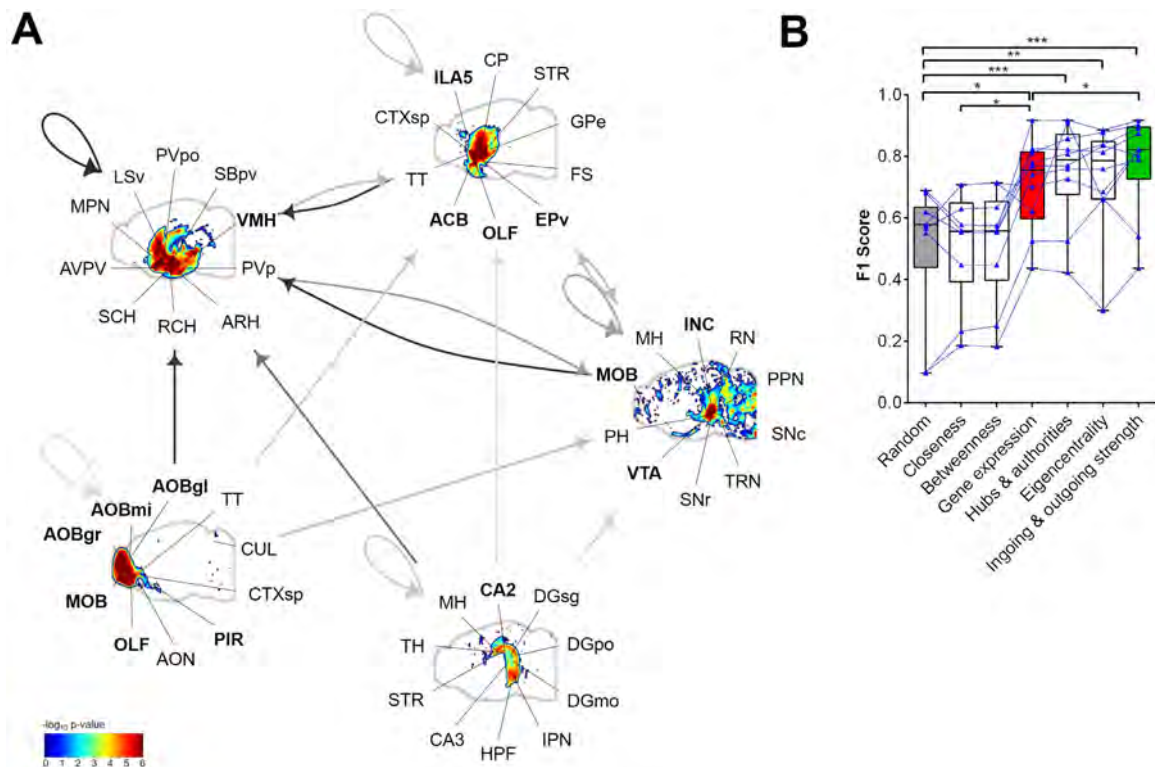 A
B
ILA5
CP
STR
CTXsp
GPe
TT
FS
ACB
OLF
EPv
PVpo
LSv
SBpv
MPN
VMH
AVPV
PVp
SCH
RCH
ARH
INC
MH
RN
MOB
PPN
PH
SNc
VTA
TRN
SNr
AOBgl
AOBmi
TT
AOBgr
CUL
CTXsp
MOB
OLF
PIR
AON
CA2
MH
DGsg
TH
DGpo
STR
DGmo
CA3
HPF
IPN
-log₁₀ p-value
0 1 2 3 4 5 6
***
**
***
* *
*
F1 Score
1.0
0.8
0.6
0.4
0.2
0.0
Random
Closeness
Betweenness
Gene expression
Hubs & authorities
Eigencentrality
Ingoing & outgoing strength